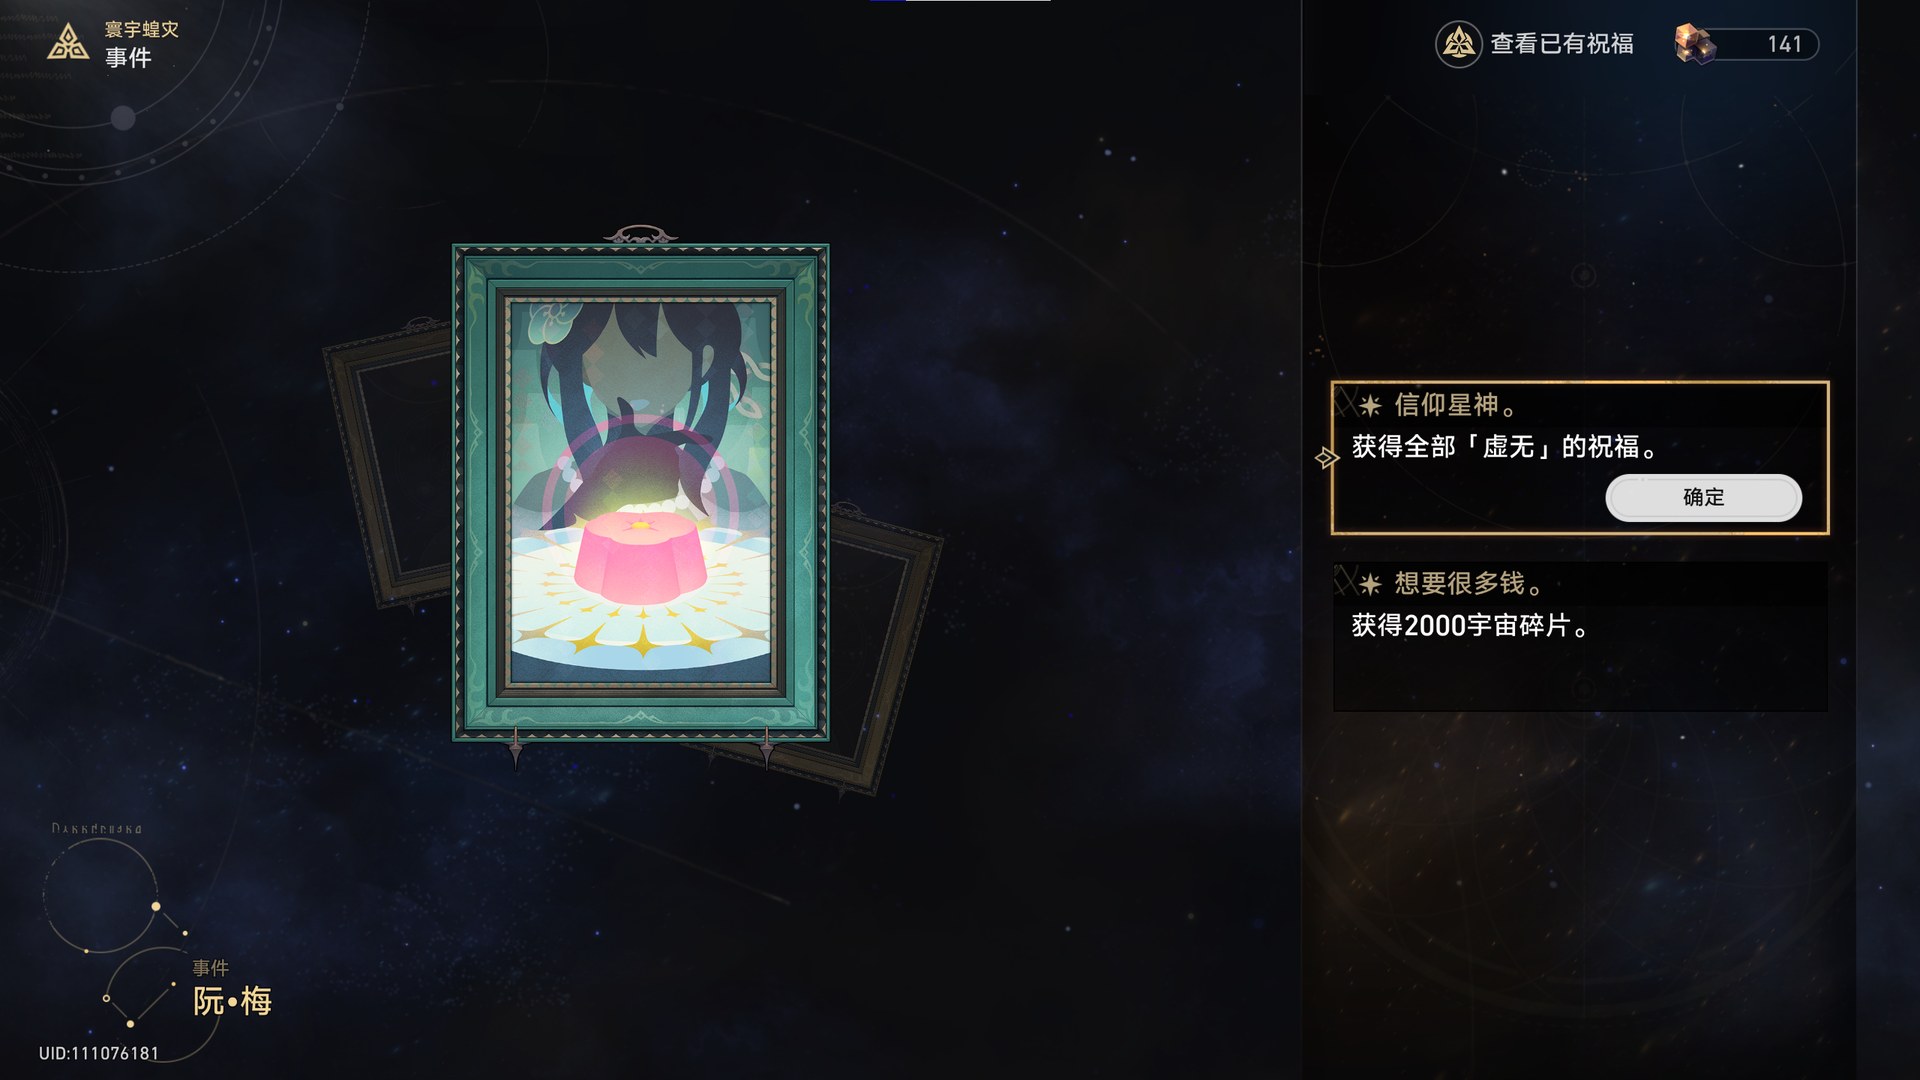 寰宇蝗灾
事件
查看已有祝福
141
信仰星神。
获得全部「虚无」的祝福。
确定
想要很多钱。
获得2000宇宙碎片。
事件
阮•梅
UID:111076181